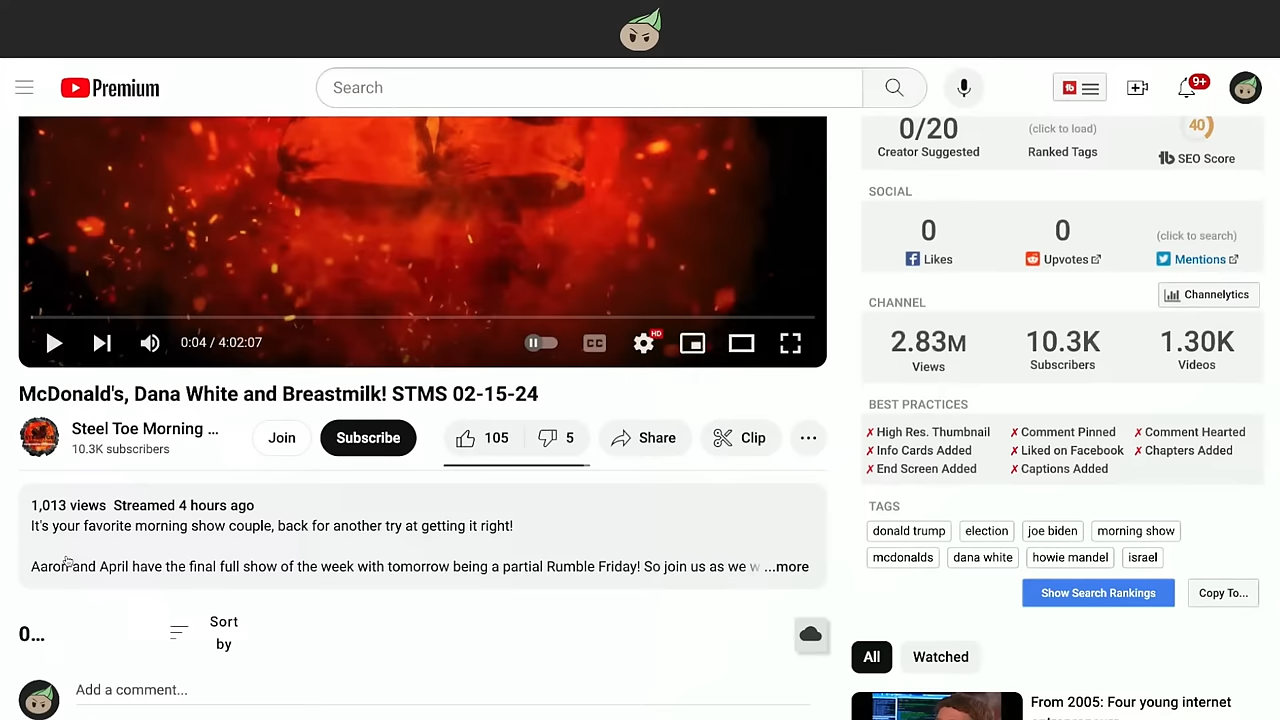 Premium
Search
9+
0/20
Creator Suggested
(click to load)
Ranked Tags
40
tb SEO Score
SOCIAL
0
Likes
0
Upvotes
(click to search)
Mentions
CHANNEL
Channelytics
2.83M
Views
10.3K
Subscribers
1.30K
Videos
0:04 / 4:02:07
CC
HD
McDonald's, Dana White and Breastmilk! STMS 02-15-24
Steel Toe Morning ...
10.3K subscribers
Join
Subscribe
105
5
Share
Clip
BEST PRACTICES
✗ High Res. Thumbnail ✗ Comment Pinned ✗ Comment Hearted
✗ Info Cards Added ✗ Liked on Facebook ✗ Chapters Added
✗ End Screen Added ✗ Captions Added
1,013 views Streamed 4 hours ago
It's your favorite morning show couple, back for another try at getting it right!
Aaron and April have the final full show of the week with tomorrow being a partial Rumble Friday! So join us as we w ...more
TAGS
donald trump election joe biden morning show
mcdonalds dana white howie mandel israel
Show Search Rankings
Copy To...
0...
Sort
by
Add a comment...
All
Watched
From 2005: Four young internet